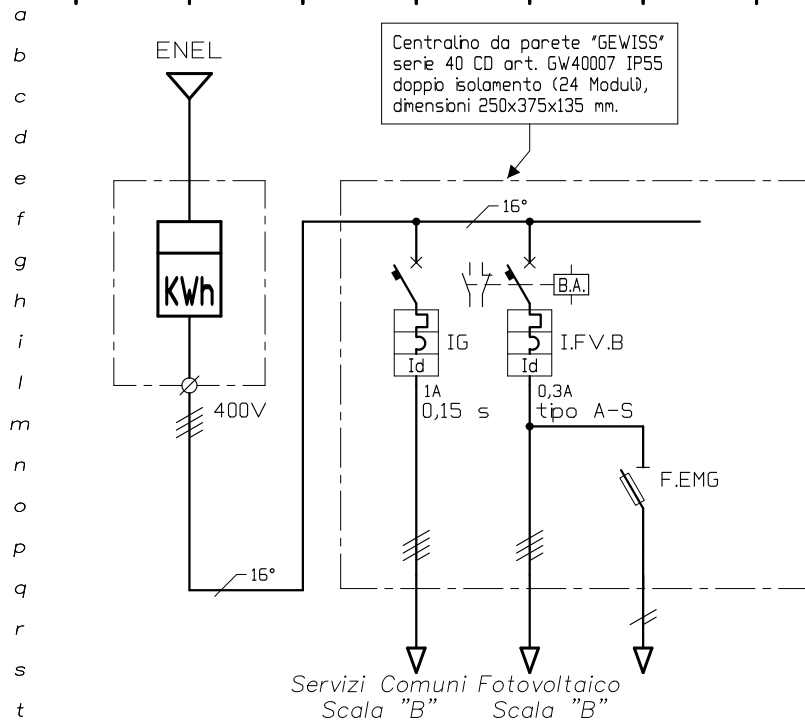 a
b
c
d
e
f
g
h
i
l
m
n
o
p
q
r
s
t
ENEL
Centralino da parete "GEWISS"
serie 40 CD art. GW40007 IP55
doppio isolamento (24 Moduli),
dimensioni 250x375x135 mm.
16°
KWh
B.A.
IG
I.FV.B
Id
Id
1A
0,15 s
0,3A
tipo A-S
400V
F.EMG
16°
Servizi Comuni
Scala "B"
Fotovoltaico
Scala "B"